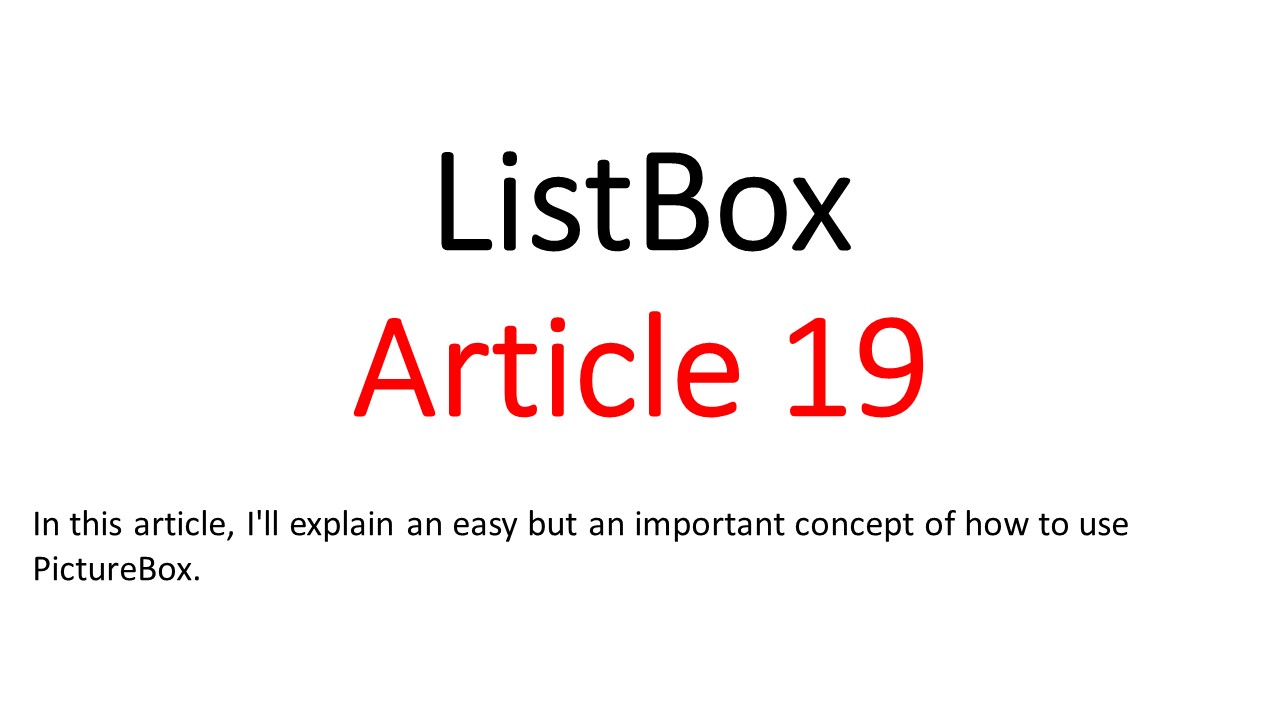 ListBox
Article 19
In this article, I'll explain an easy but an important concept of how to use
PictureBox.